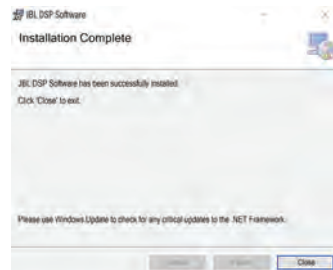 JBL DSP Software
Installation Complete
JBL DSP Software has been successfully installed.
Click 'Close' to exit.
Please use Windows Update to check for any critical updates to the .NET Framework.
Close